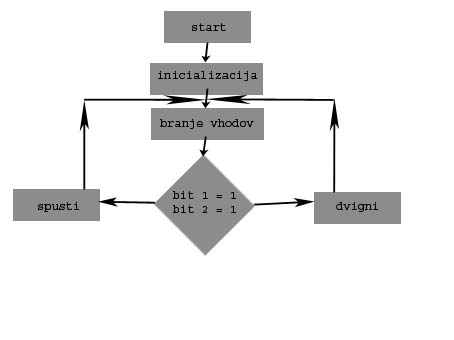 start
inicializacija
branje vhodov
bit 1 = 1
bit 2 = 1
spusti
dvigni